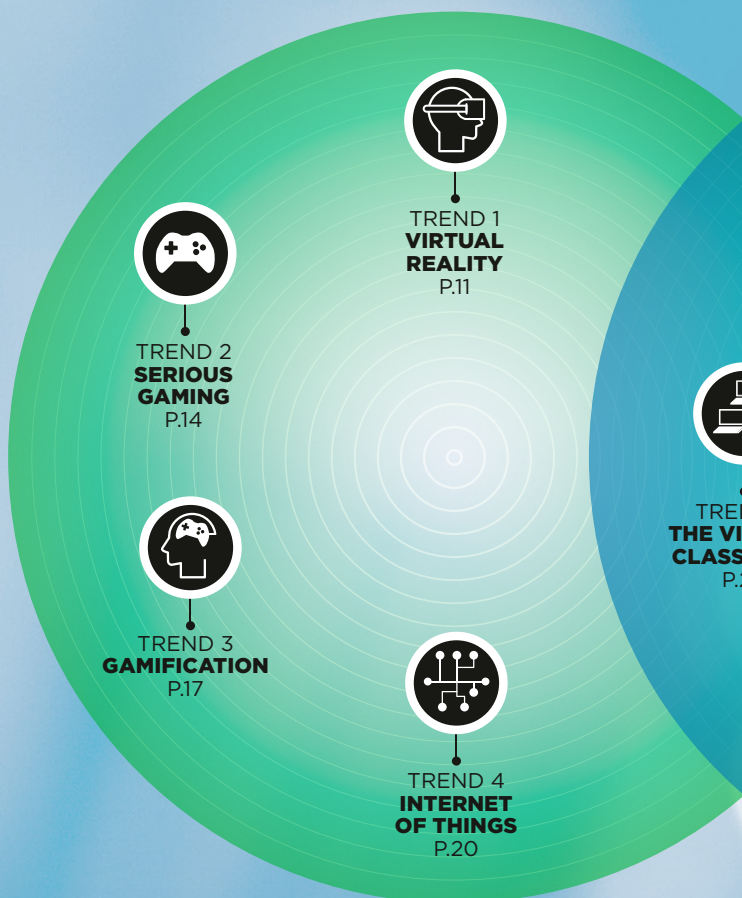 TREND 1
VIRTUAL
REALITY
P.11
TREND 2
SERIOUS
GAMING
P.14
TREND 3
GAMIFICATION
P.17
TREND 4
INTERNET
OF THINGS
P.20
THE